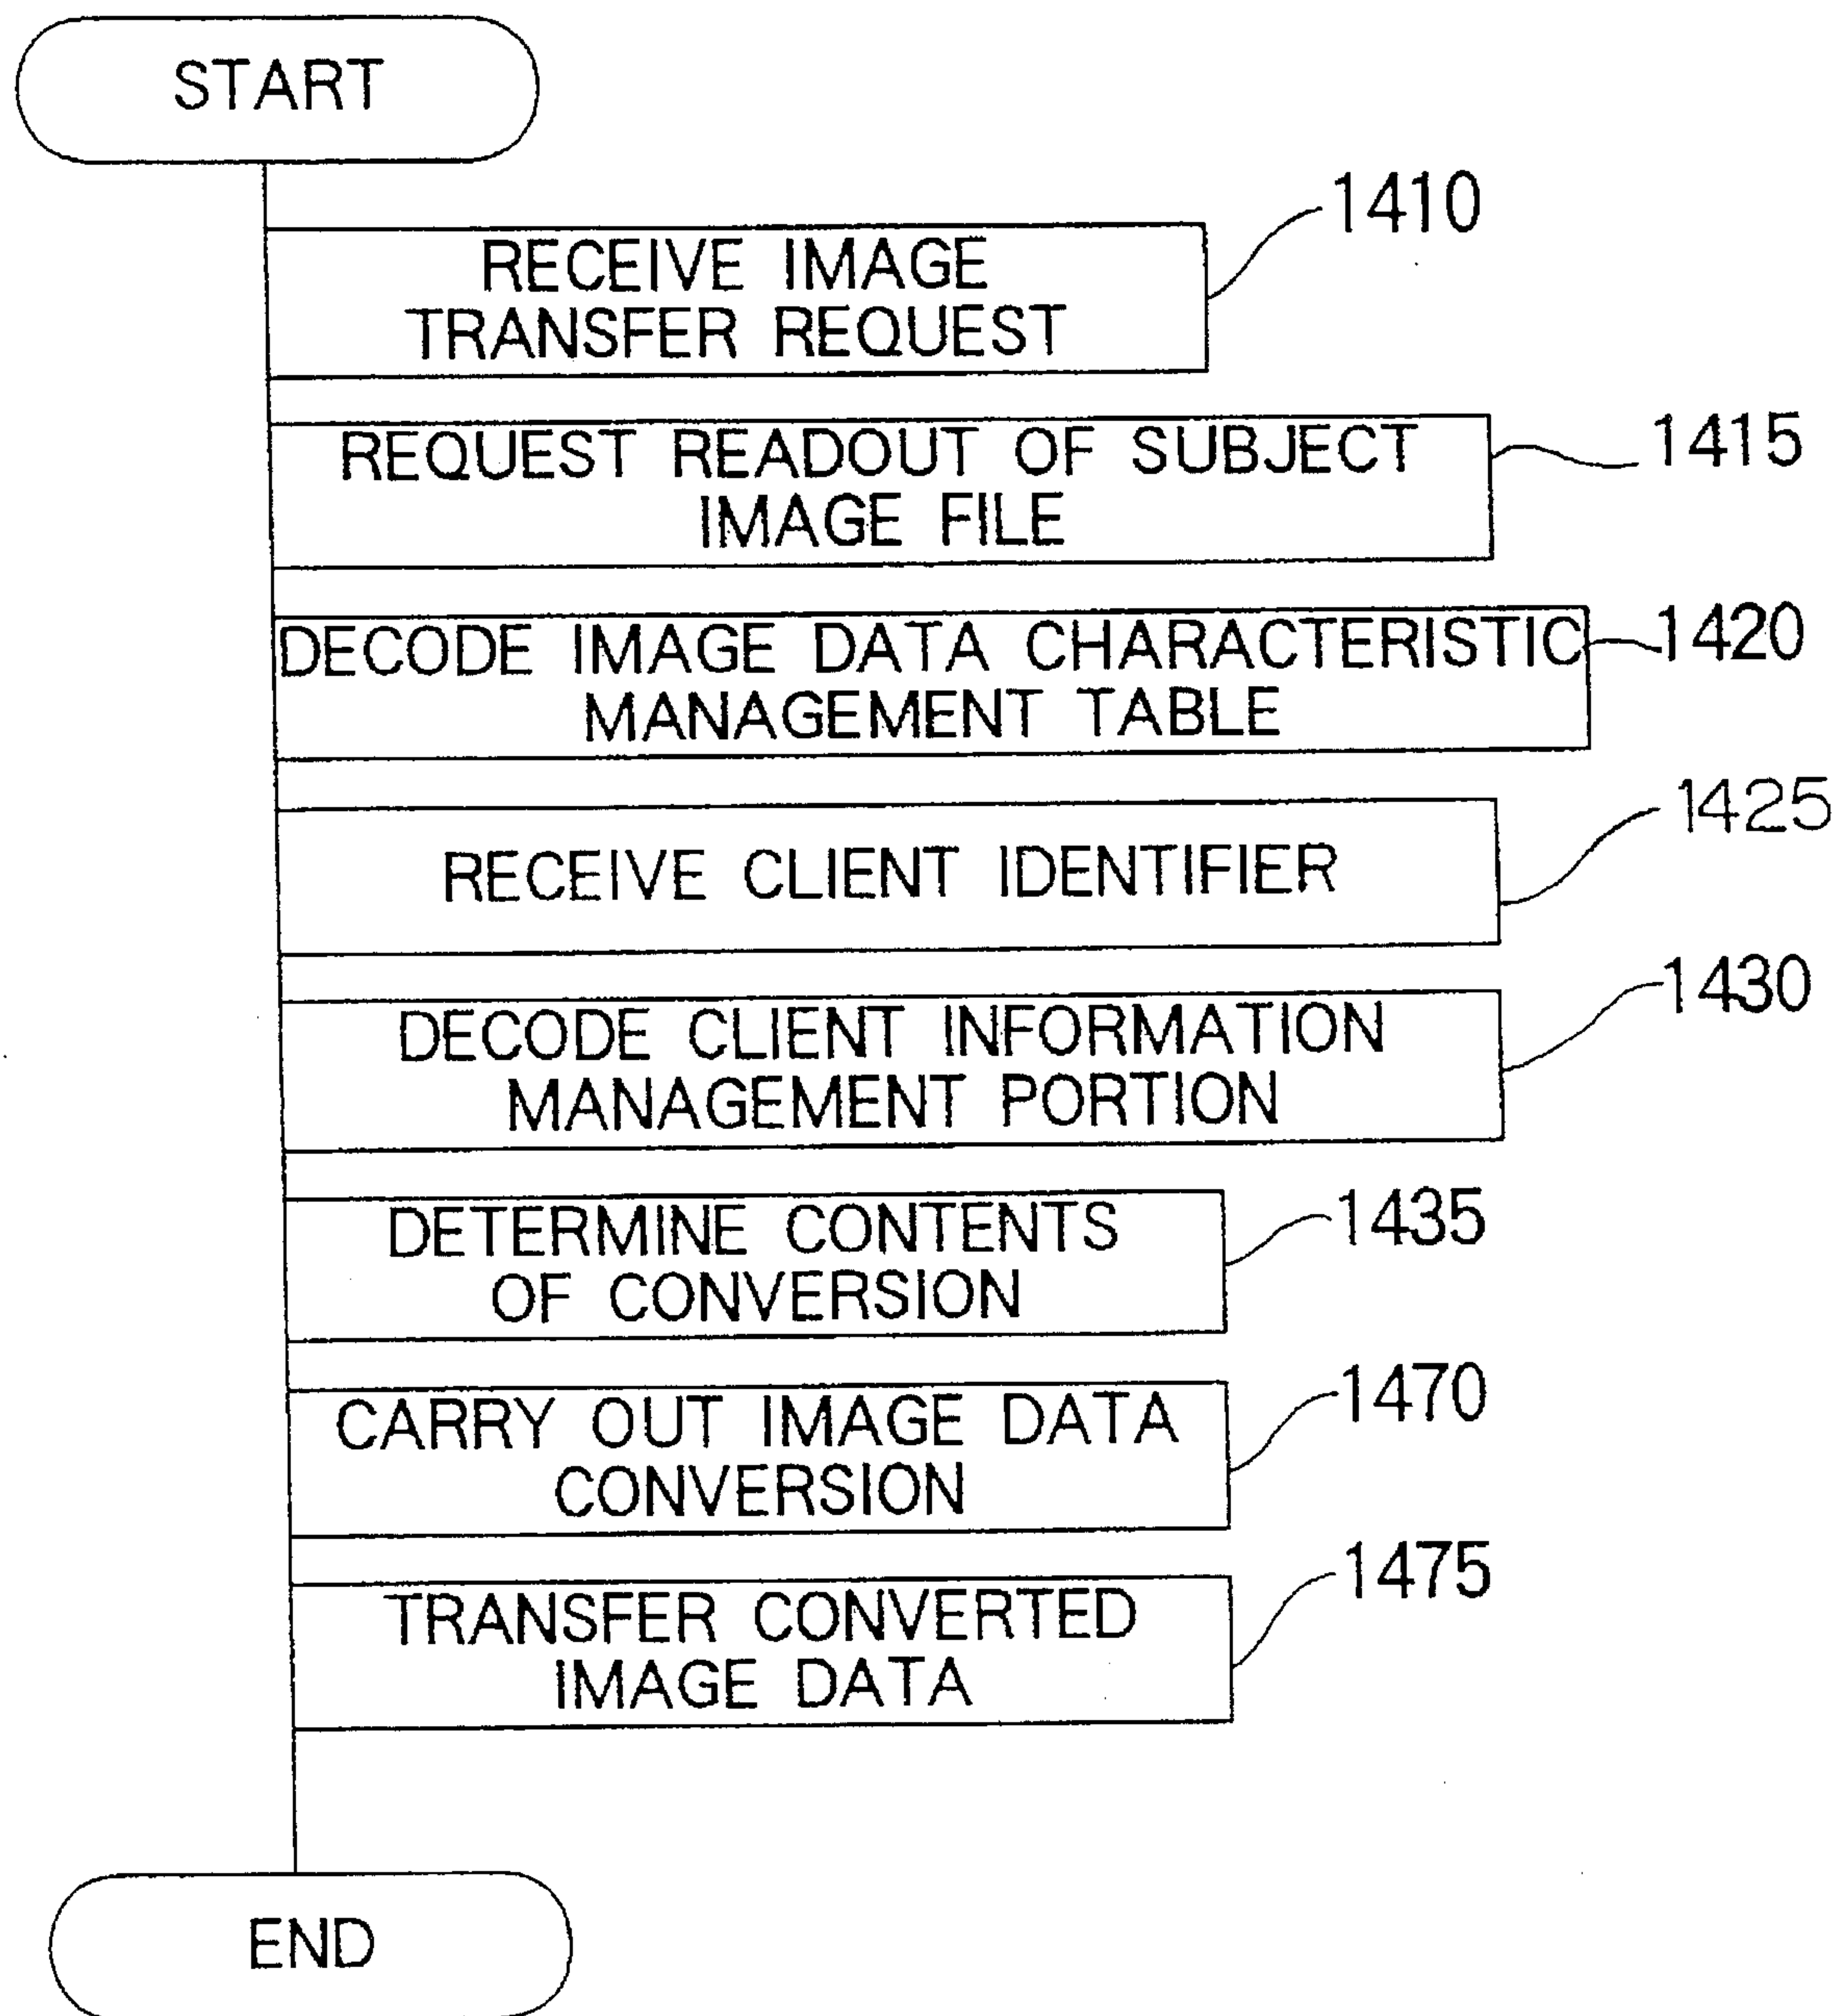 START
1410
RECEIVE IMAGE
TRANSFER REQUEST
1415
REQUEST READOUT OF SUBJECT
IMAGE FILE
1420
DECODE IMAGE DATA CHARACTERISTIC
MANAGEMENT TABLE
1425
RECEIVE CLIENT IDENTIFIER
1430
DECODE CLIENT INFORMATION
MANAGEMENT PORTION
1435
DETERMINE CONTENTS
OF CONVERSION
1470
CARRY OUT IMAGE DATA
CONVERSION
1475
TRANSFER CONVERTED
IMAGE DATA
END